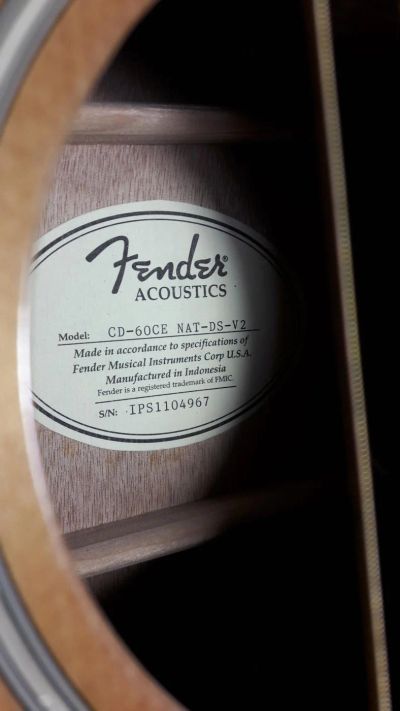 Fender®
ACOUSTICS
Model: CD-60CE NAT-DS-V2
Made in accordance to specifications of
Fender Musical Instruments Corp U.S.A.
Manufactured in Indonesia
Fender is a registered trademark of FMIC.
S/N: IPS1104967